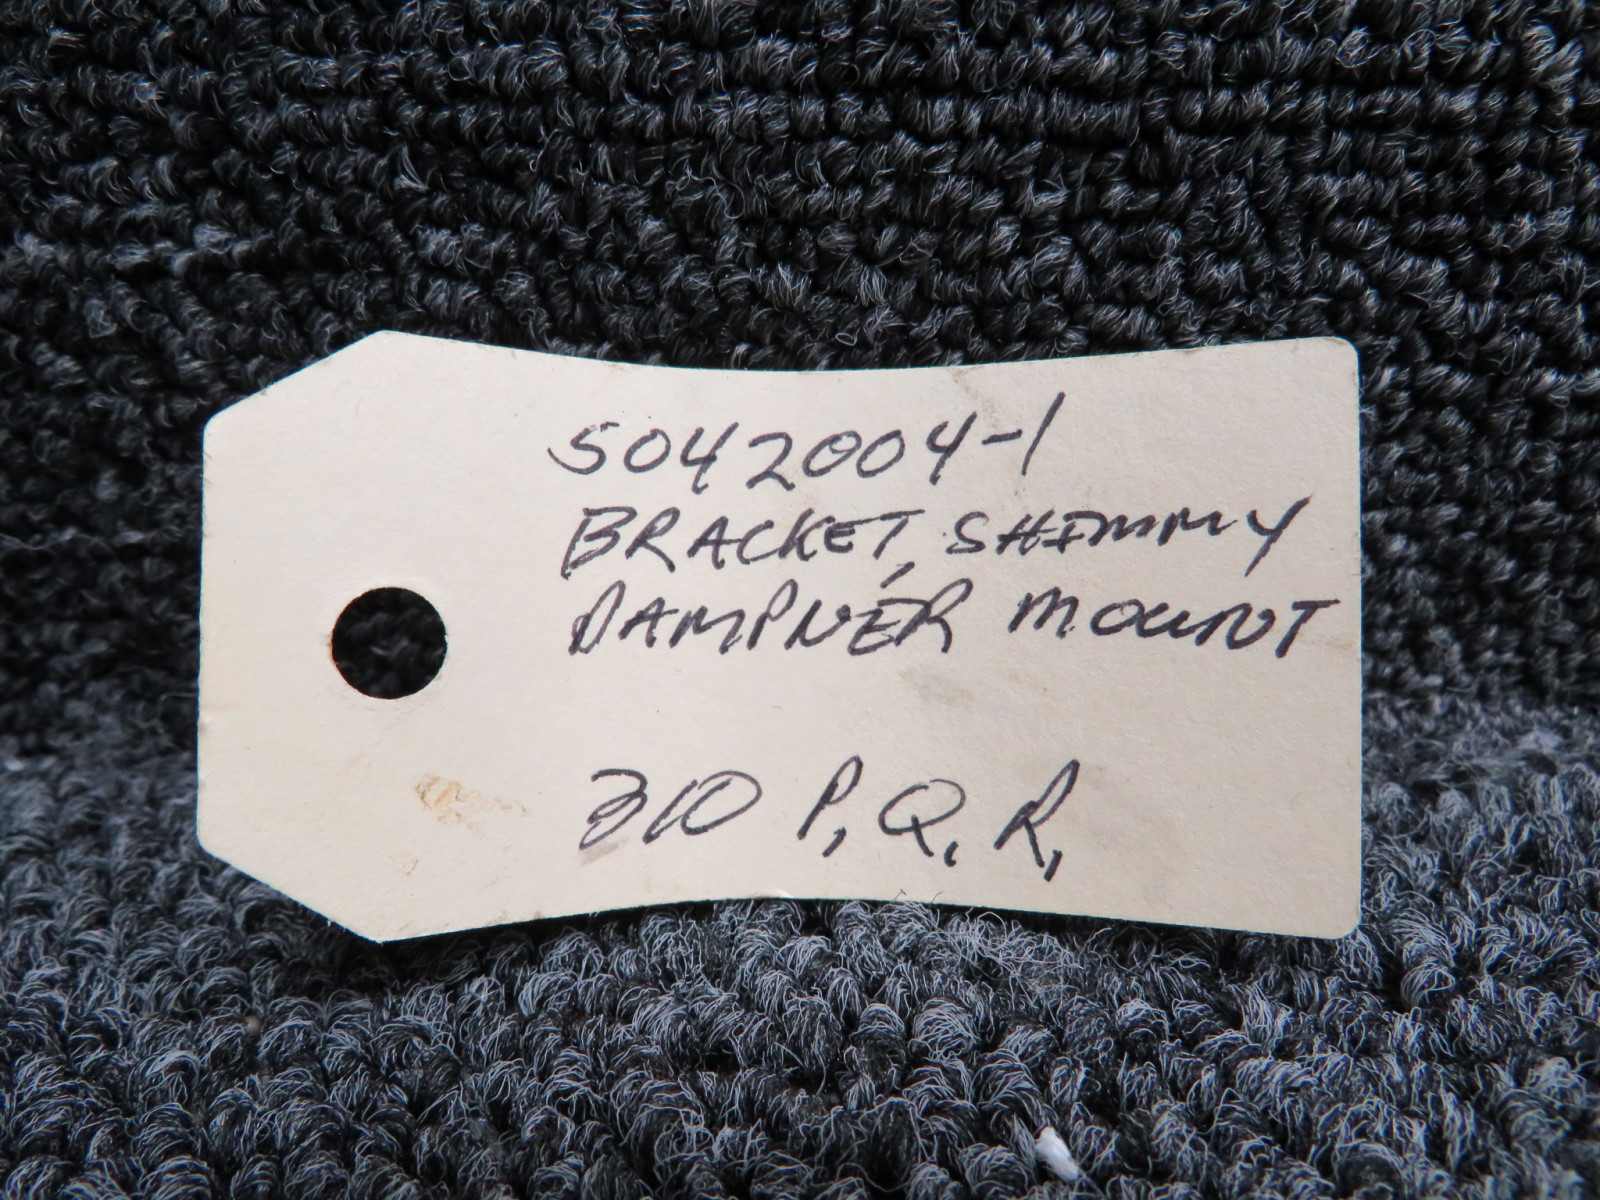 5042004-1
BRACKET, SHIMMY
DAMPNER MOUNT
310 P, Q, R,